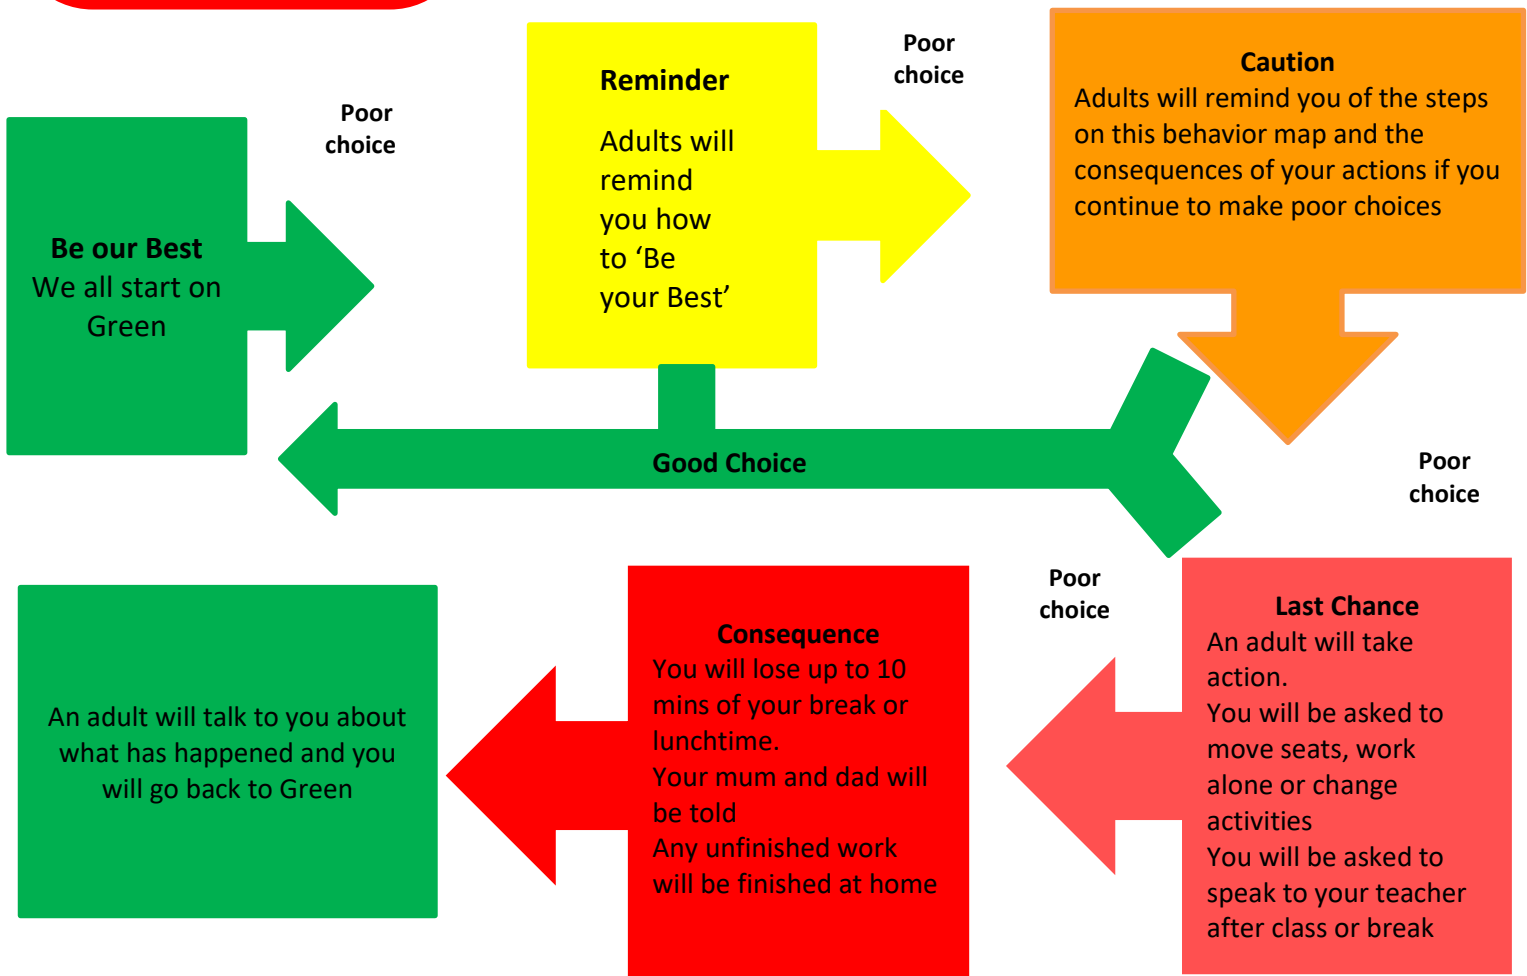 Be our Best
We all start on
Green
Poor
choice
Reminder
Adults will
remind
you how
to ‘Be
your Best’
Poor
choice
Caution
Adults will remind you of the steps
on this behavior map and the
consequences of your actions if you
continue to make poor choices
Good Choice
Poor
choice
Last Chance
An adult will take
action.
You will be asked to
move seats, work
alone or change
activities
You will be asked to
speak to your teacher
after class or break
Poor
choice
Consequence
You will lose up to 10
mins of your break or
lunchtime.
Your mum and dad will
be told
Any unfinished work
will be finished at home
An adult will talk to you about
what has happened and you
will go back to Green